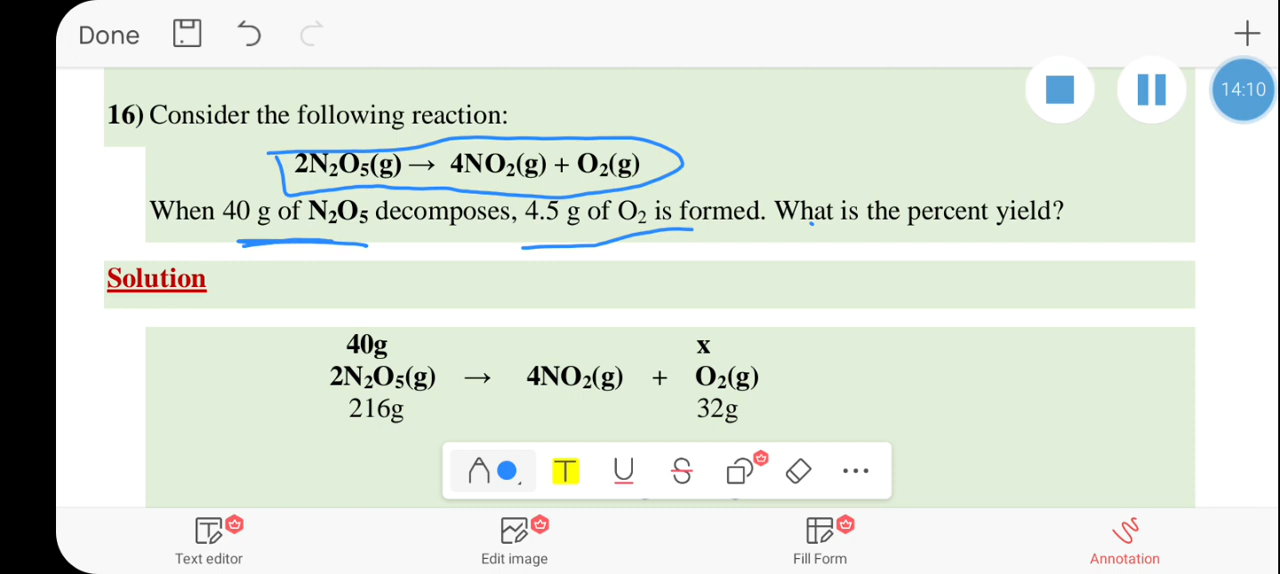 Done
14:10
16) Consider the following reaction:
2N₂O₅(g) → 4NO₂(g) + O₂(g)
When 40 g of N₂O₅ decomposes, 4.5 g of O₂ is formed. What is the percent yield?
Solution
40g x
2N₂O₅(g) → 4NO₂(g) + O₂(g)
216g 32g
Text editor Edit image Fill Form Annotation